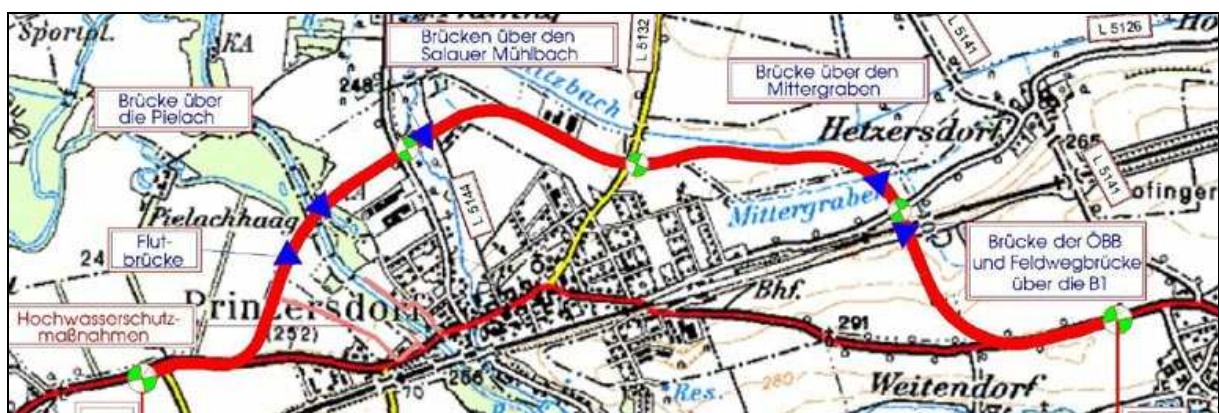 Sportpl.
KA
Brücken über den
Salauer Mühlbach
L 5132
L 5141
L 5126
248
Brücke über
die Pielach
Brücke über den
Mittergraben
Hetzersdorf
265
L 5141
Pielachhaag
L 5144
Mittergraben
Flut-
brücke
Brücke der ÖBB
und Feldwegbrücke
über die B1
Prinzersdorf
(252)
Bhf.
Hochwasserschutz-
maßnahmen
291
280
Weitendorf
Res.
70